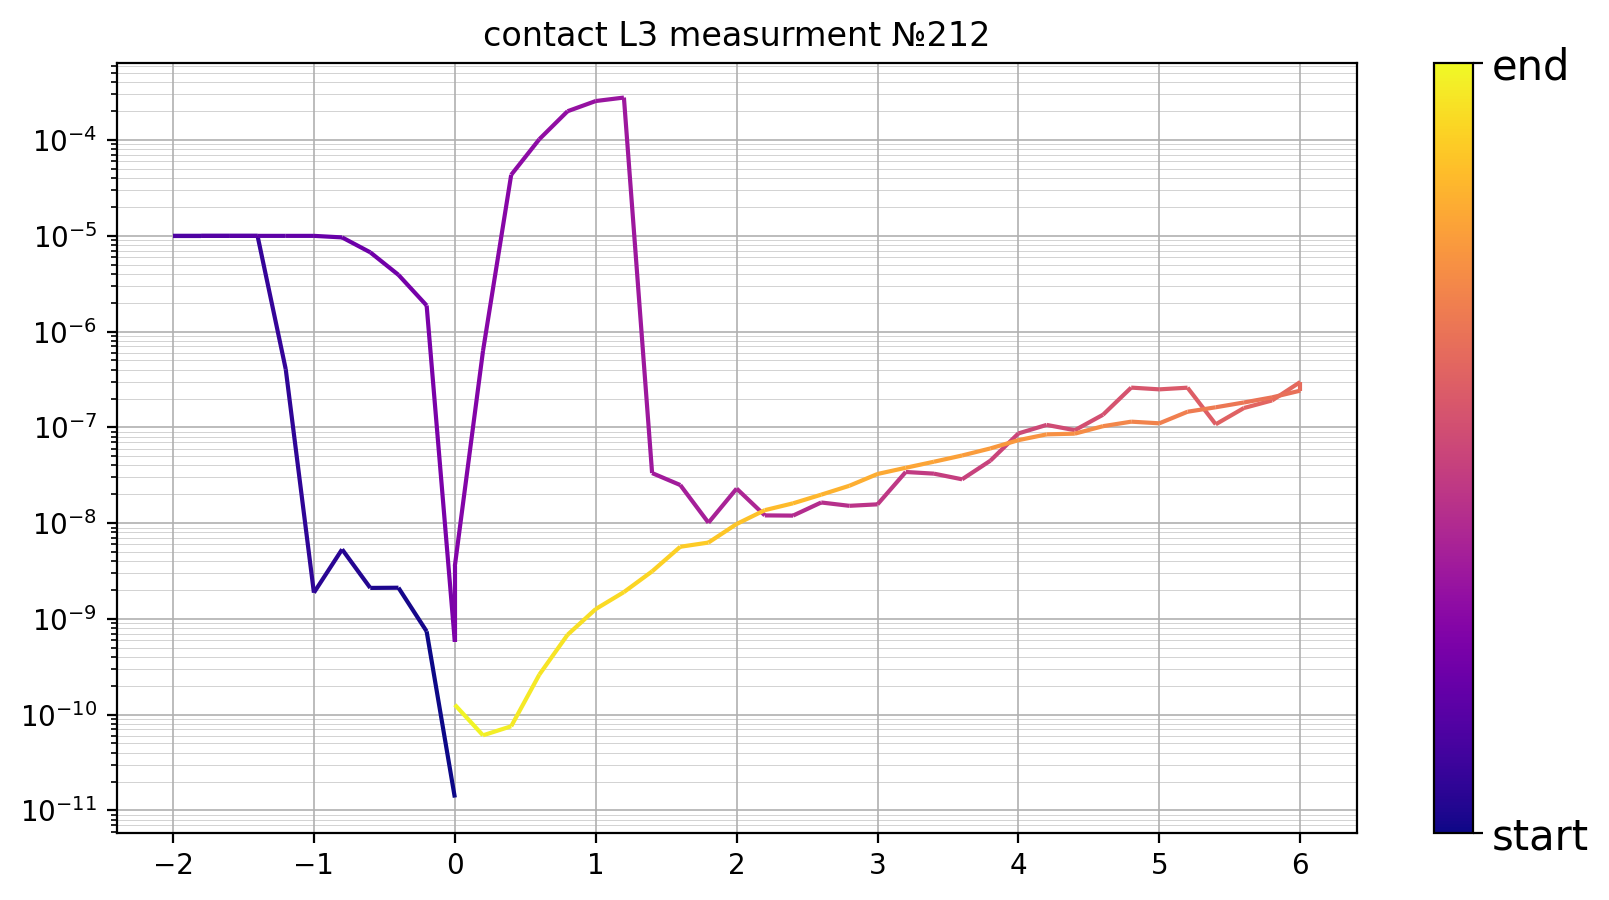 contact L3 measurment №212
end
10⁻⁴
10⁻⁵
10⁻⁶
10⁻⁷
10⁻⁸
10⁻⁹
10⁻¹⁰
10⁻¹¹
start
−2 −1 0 1 2 3 4 5 6